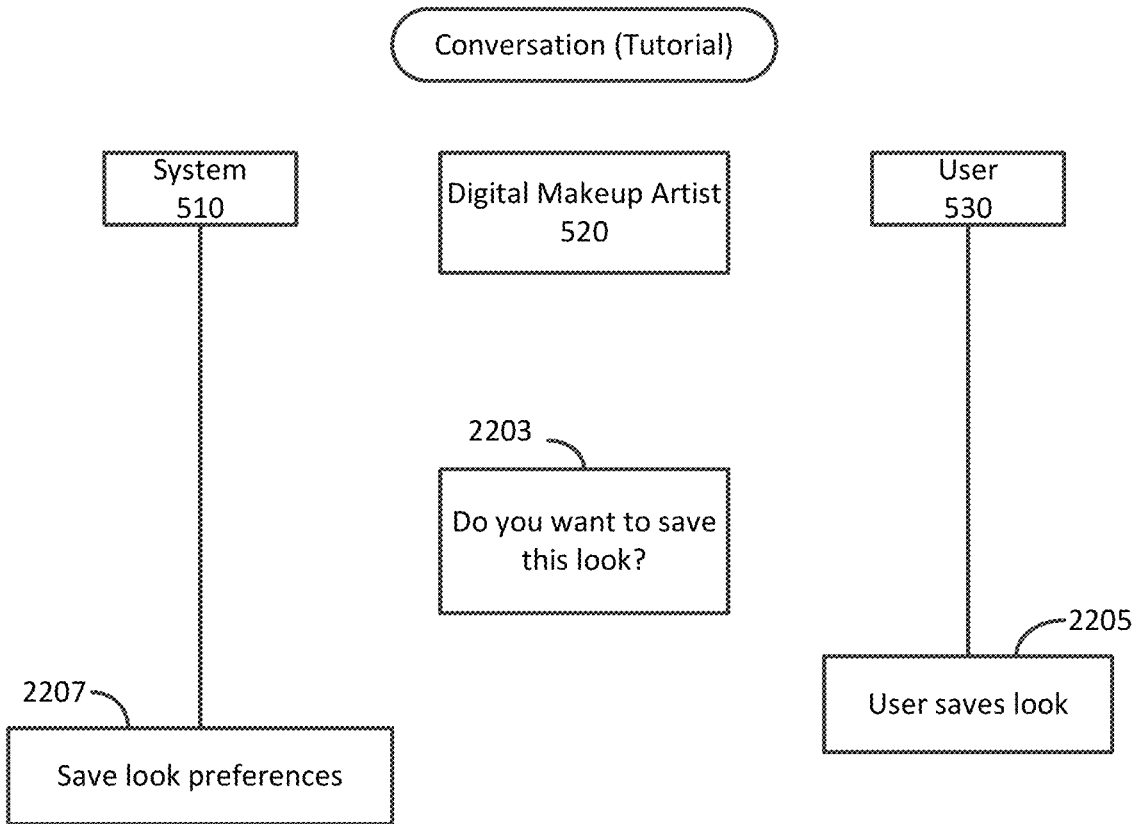 Conversation (Tutorial)
System
510
Digital Makeup Artist
520
User
530
2203
Do you want to save
this look?
2205
User saves look
2207
Save look preferences